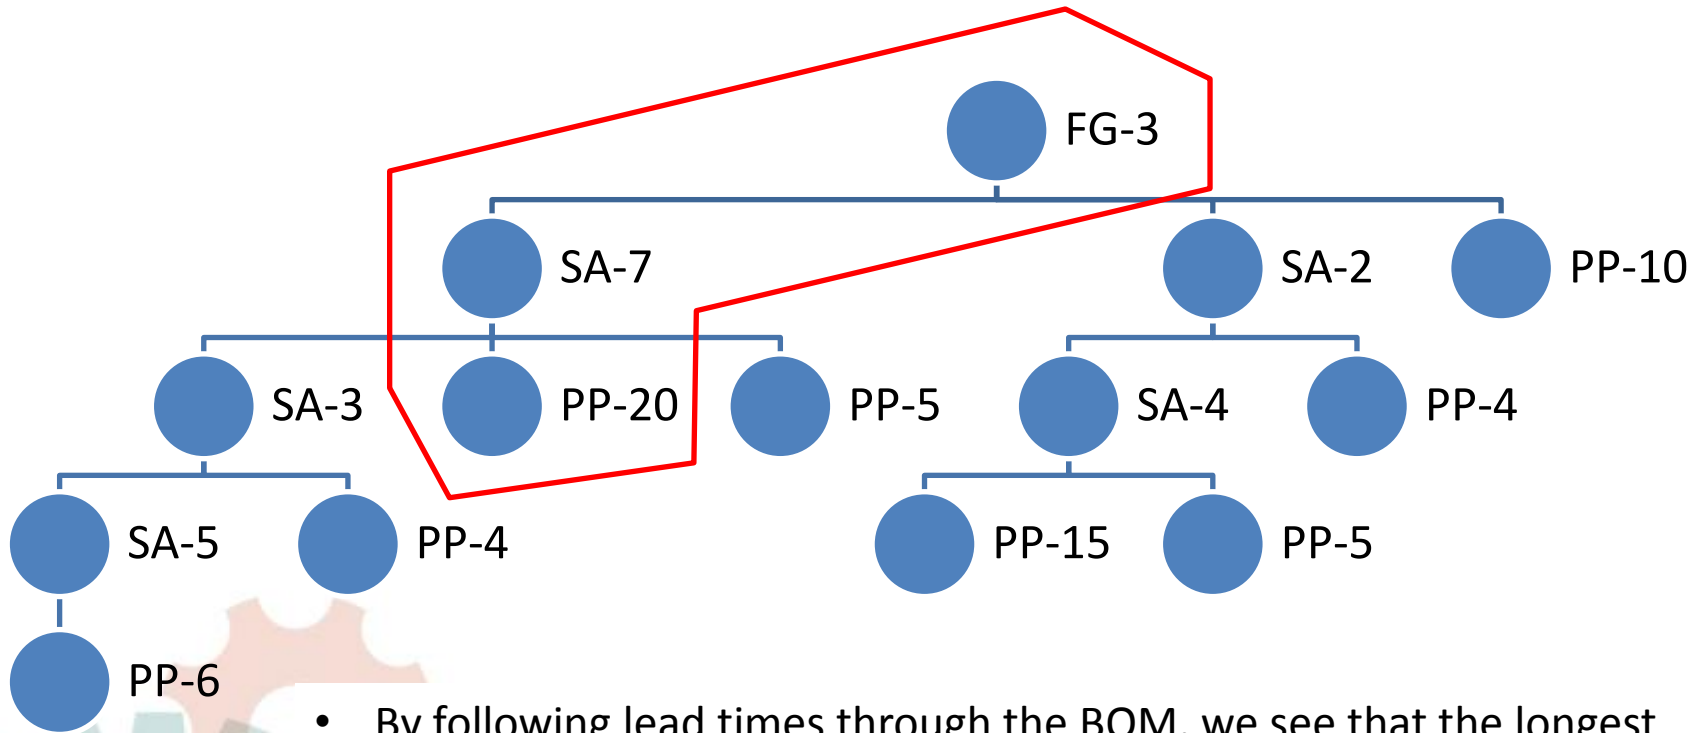 FG-3
SA-7
SA-2
PP-10
SA-3
PP-20
PP-5
SA-4
PP-4
SA-5
PP-4
PP-15
PP-5
PP-6
• By following lead times through the BOM, we see that the longest